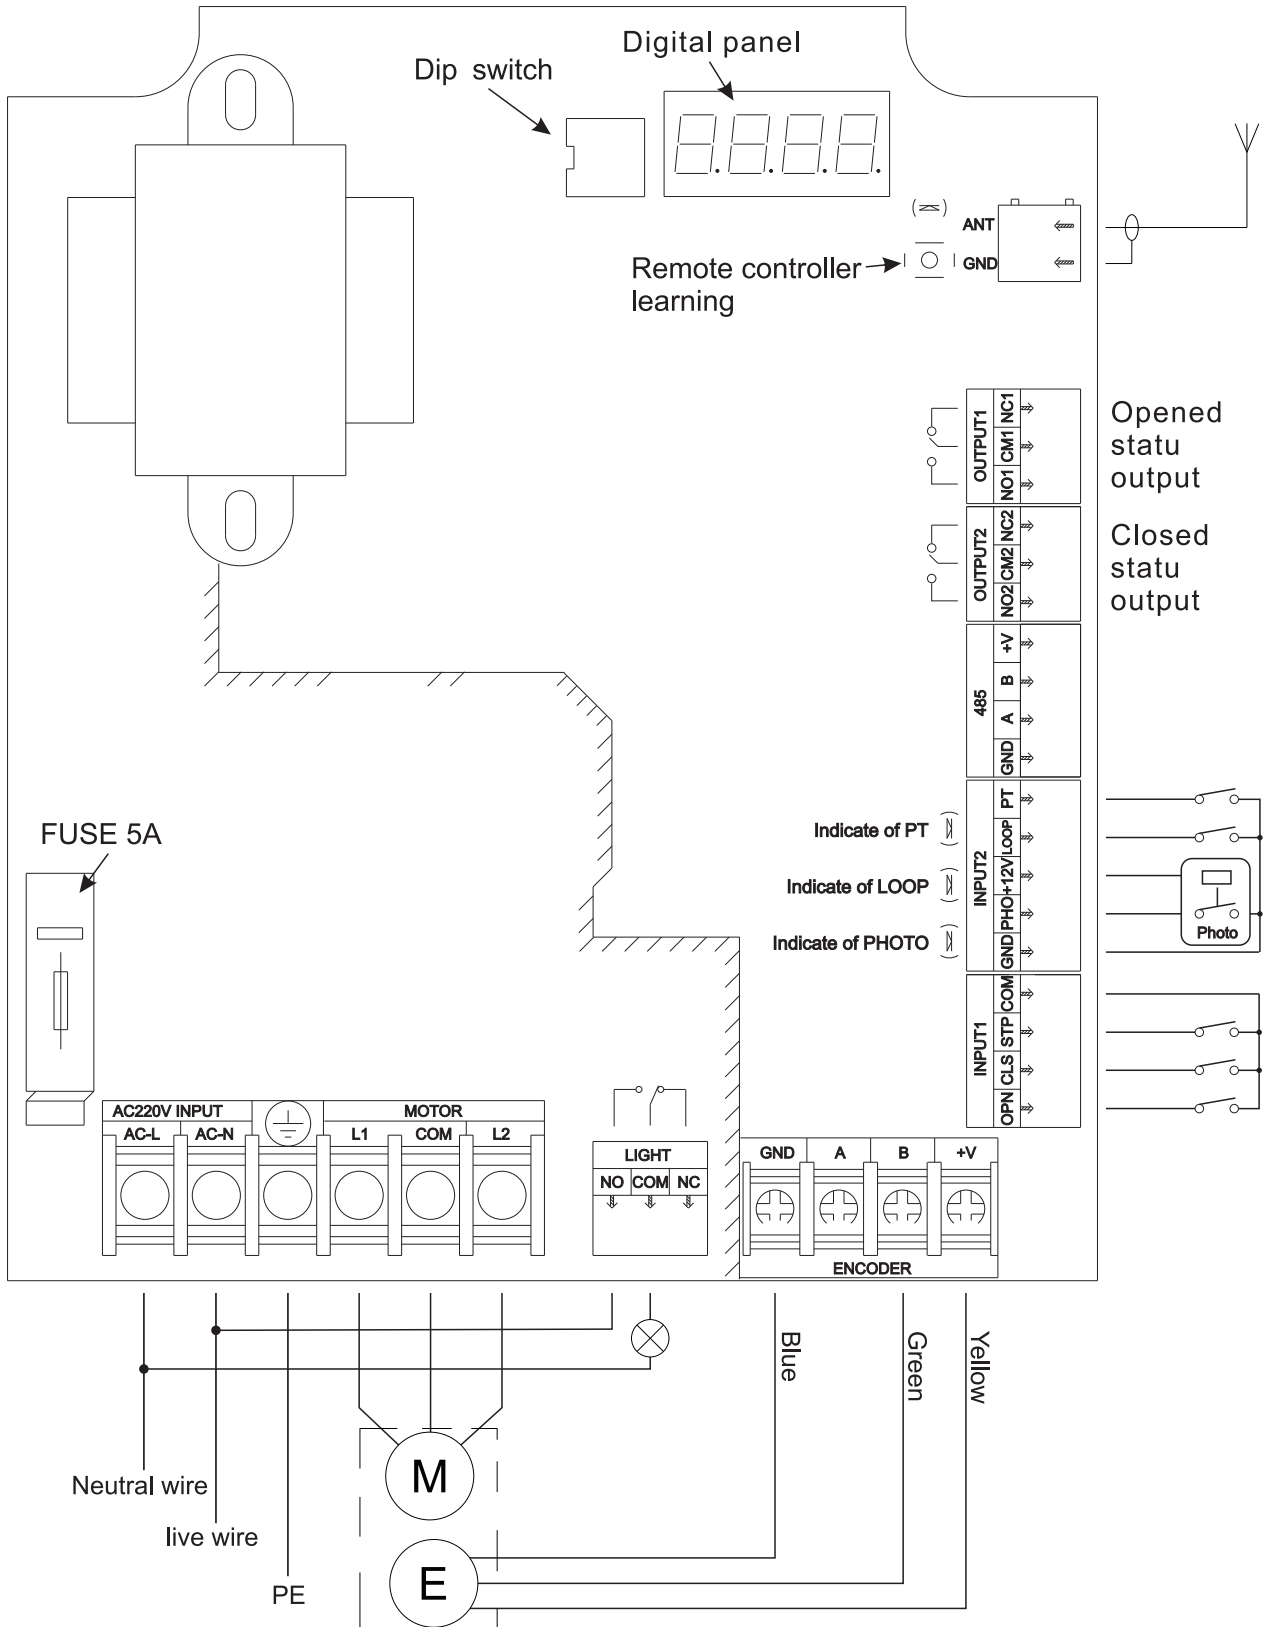 Digital panel
Dip switch
ANT
GND
Remote controller
learning
OUTPUT1
NC1
CM1
NO1
Opened
statu
output
OUTPUT2
NC2
CM2
NO2
Closed
statu
output
485
+V
B
A
GND
INPUT2
PT
LOOP
+12V
PHO
GND
Indicate of PT
Indicate of LOOP
Indicate of PHOTO
Photo
INPUT1
COM
STP
CLS
OPN
FUSE 5A
AC220V INPUT MOTOR
AC-L AC-N L1 COM L2
LIGHT
NO COM NC
GND A B +V
ENCODER
Blue
Green
Yellow
M
E
Neutral wire
live wire
PE